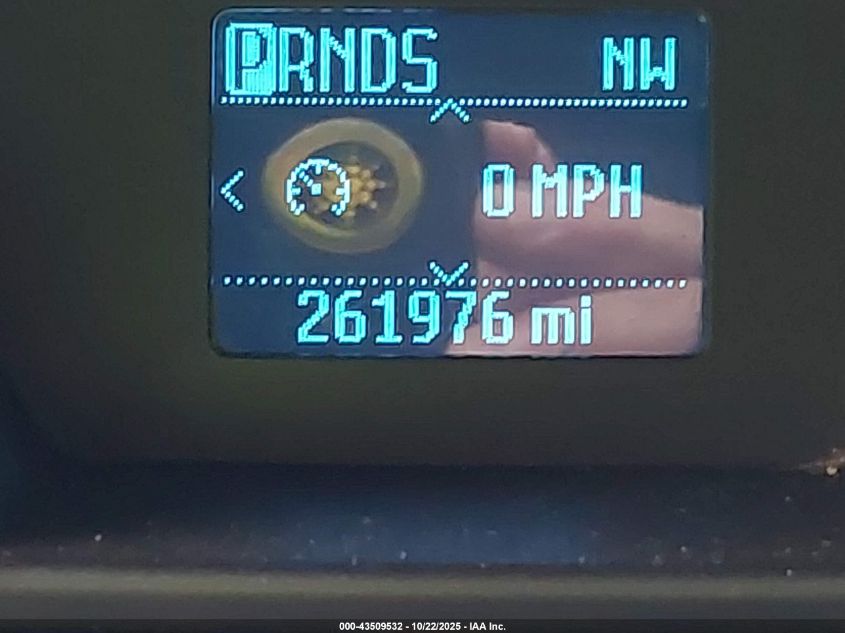 PRNDS NW
0 MPH
261976 mi
000-43509532 - 10/22/2025 - IAA Inc.